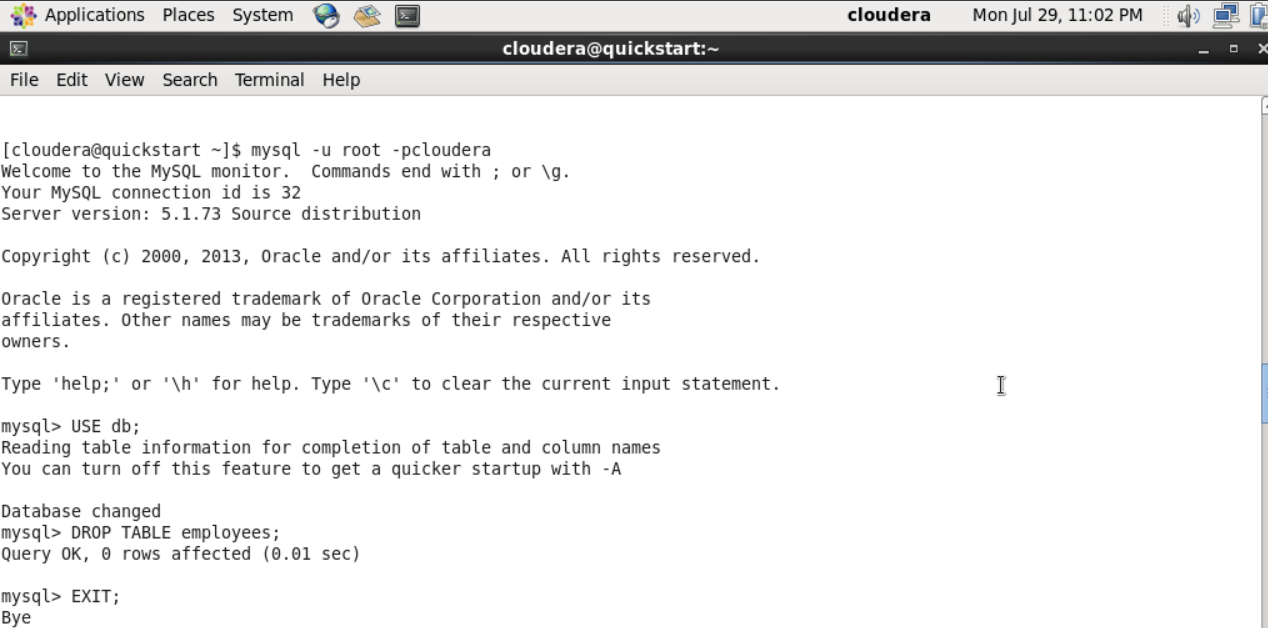 Applications Places System cloudera Mon Jul 29, 11:02 PM
cloudera@quickstart:~
File Edit View Search Terminal Help
[cloudera@quickstart ~]$ mysql -u root -pcloudera
Welcome to the MySQL monitor.  Commands end with ; or \g.
Your MySQL connection id is 32
Server version: 5.1.73 Source distribution
Copyright (c) 2000, 2013, Oracle and/or its affiliates. All rights reserved.
Oracle is a registered trademark of Oracle Corporation and/or its
affiliates. Other names may be trademarks of their respective
owners.
Type 'help;' or '\h' for help. Type '\c' to clear the current input statement.
mysql> USE db;
Reading table information for completion of table and column names
You can turn off this feature to get a quicker startup with -A
Database changed
mysql> DROP TABLE employees;
Query OK, 0 rows affected (0.01 sec)
mysql> EXIT;
Bye